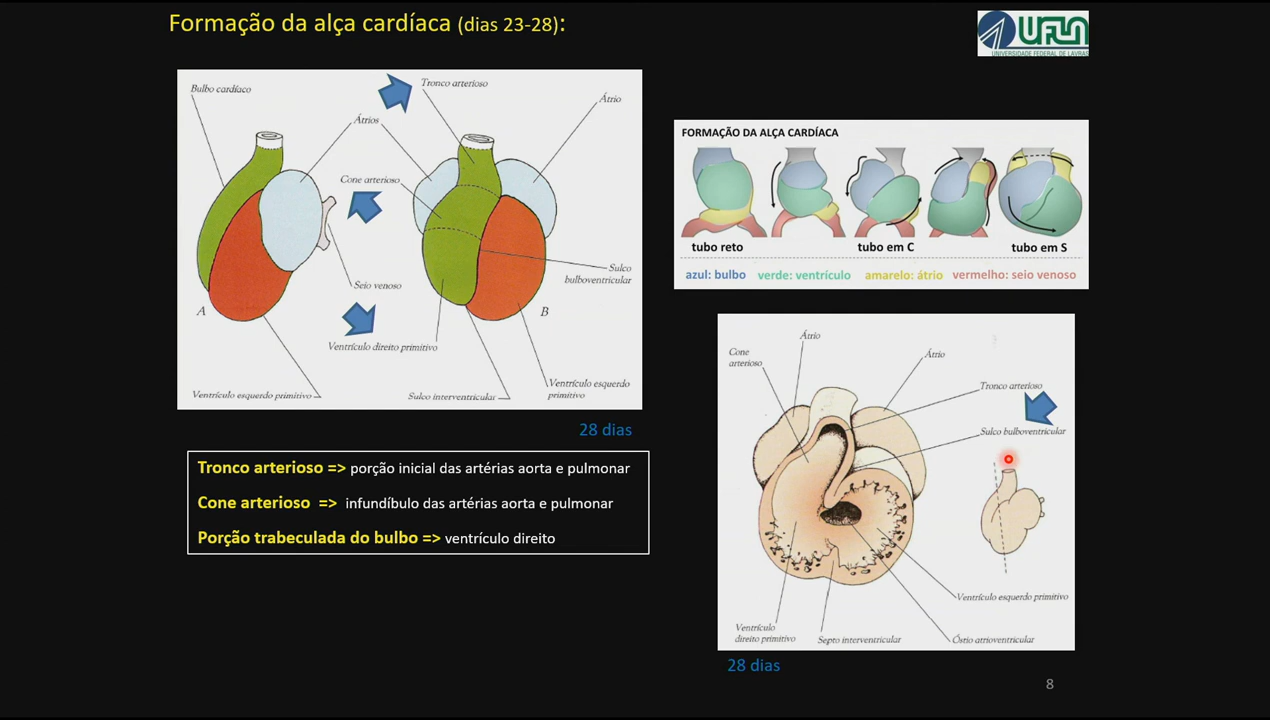 Formação da alça cardíaca (dias 23-28):
UFLA
UNIVERSIDADE FEDERAL DE LAVRAS
Bulbo cardíaco
Tronco arterioso
Átrio
Átrios
Cone arterioso
Sulco
bulboventricular
Seio venoso
A
B
Ventrículo direito primitivo
Ventrículo esquerdo primitivo
Sulco interventricular
Ventrículo esquerdo
primitivo
28 dias
FORMAÇÃO DA ALÇA CARDÍACA
tubo reto
tubo em C
tubo em S
azul: bulbo verde: ventrículo amarelo: átrio vermelho: seio venoso
Tronco arterioso => porção inicial das artérias aorta e pulmonar
Cone arterioso => infundíbulo das artérias aorta e pulmonar
Porção trabeculada do bulbo => ventrículo direito
Átrio
Cone
arterioso
Átrio
Tronco arterioso
Sulco bulboventricular
Ventrículo esquerdo primitivo
Ventrículo
direito primitivo
Septo interventricular
Óstio atrioventricular
28 dias
8